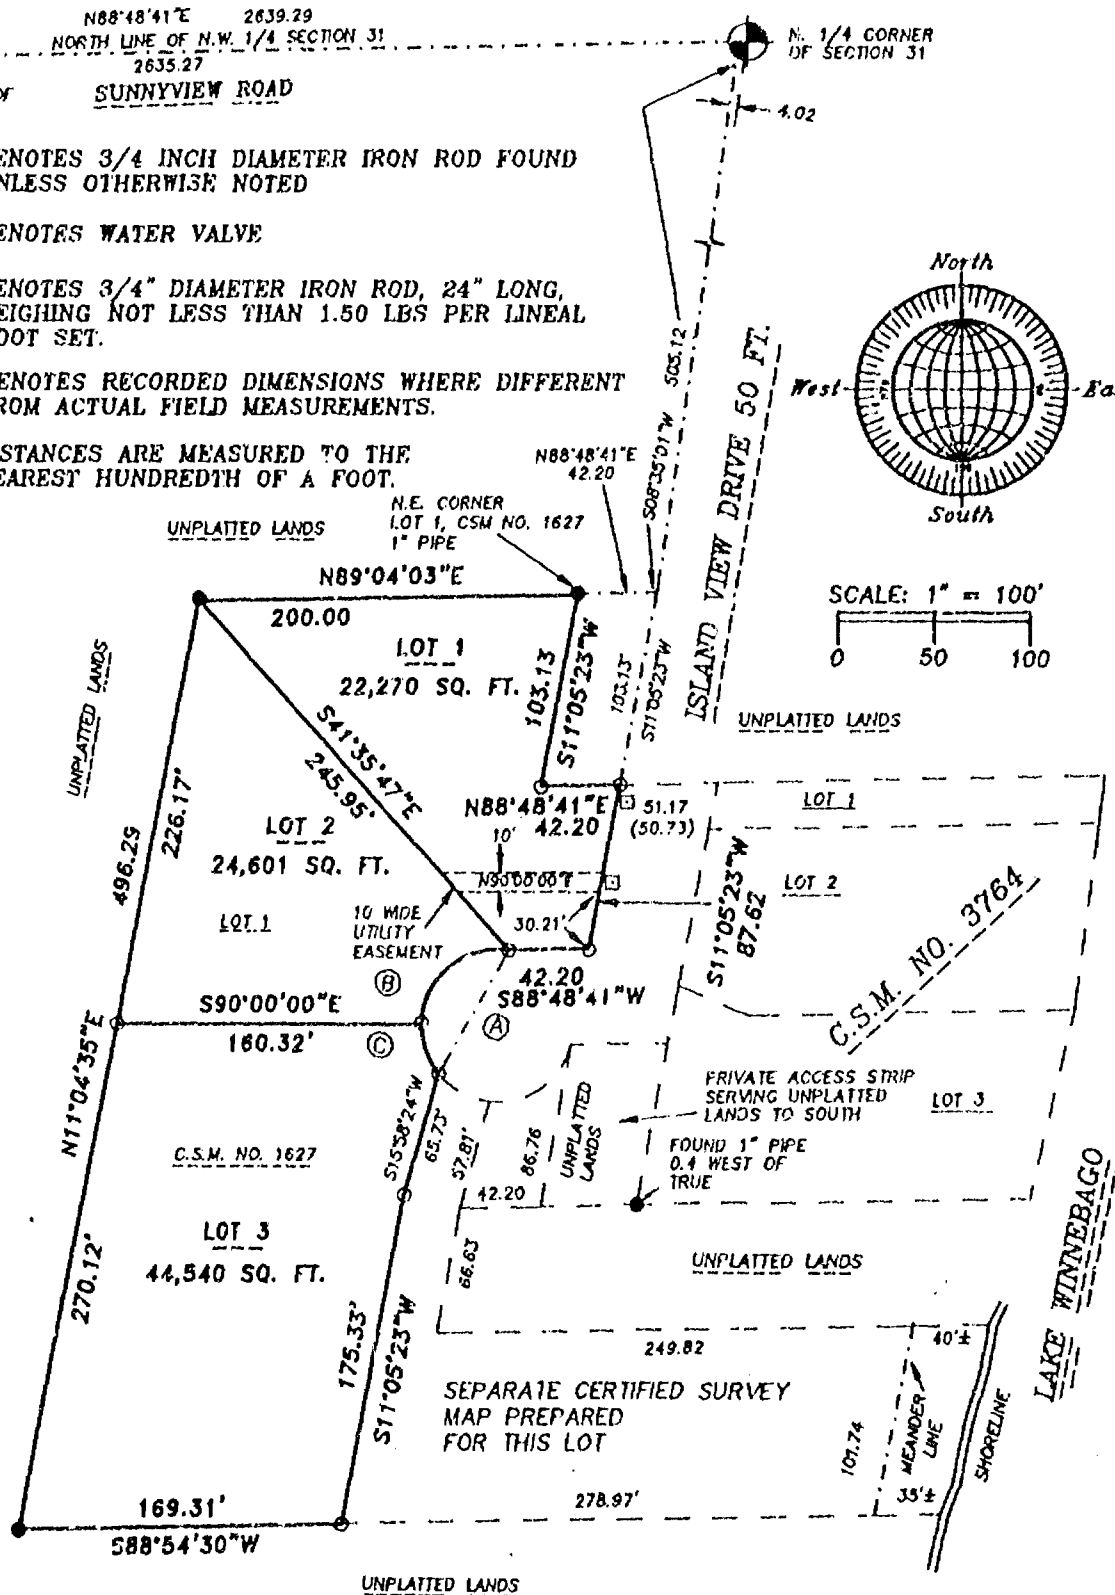 N88°48'41"E 2639.29
NORTH LINE OF N.W. 1/4 SECTION 31
2635.27
SUNNYVIEW ROAD
N. 1/4 CORNER
OF SECTION 31
4.02
ENOTES 3/4 INCH DIAMETER IRON ROD FOUND
NLESS OTHERWISE NOTED
ENOTES WATER VALVE
ENOTES 3/4" DIAMETER IRON ROD, 24" LONG,
EIGHING NOT LESS THAN 1.50 LBS PER LINEAL
OOT SET.
ENOTES RECORDED DIMENSIONS WHERE DIFFERENT
ROM ACTUAL FIELD MEASUREMENTS.
STANCES ARE MEASURED TO THE
EAREST HUNDREDTH OF A FOOT.
North
West
Ea
South
505.12
S08°35'01"W
ISLAND VIEW DRIVE 50 FT.
N88°48'41"E
42.20
N.E. CORNER
LOT 1, CSM NO. 1627
1" PIPE
UNPLATTED LANDS
SCALE: 1" = 100'
0 50 100
N89°04'03"E
200.00
LOT 1
22,270 SQ. FT.
103.13
S11°05'23"W
103.13'
S11°05'23"W
UNPLATTED LANDS
UNPLATTED LANDS
S41°35'47"E
245.95'
226.17'
496.29
N11°04'35"E
LOT 2
24,601 SQ. FT.
LOT 1
N88°48'41"E
42.20
51.17
(50.73)
10'
N90°00'00"E
30.21'
10 WIDE
UTILITY
EASEMENT
42.20
S88°48'41"W
LOT 1
LOT 2
S11°05'23"W
87.62
C.S.M. NO. 3764
B
A
C
S90°00'00"E
160.32'
S15°58'24"W
65.73'
57.81'
86.76
UNPLATTED
LANDS
PRIVATE ACCESS STRIP
SERVING UNPLATTED
LANDS TO SOUTH
LOT 3
FOUND 1" PIPE
0.4 WEST OF
TRUE
42.20
C.S.M. NO. 1627
LOT 3
44,540 SQ. FT.
270.12'
66.63
UNPLATTED LANDS
LAKE WINNEBAGO
249.82
40'±
175.33'
S11°05'23"W
SEPARATE CERTIFIED SURVEY
MAP PREPARED
FOR THIS LOT
101.74
MEANDER
LINE
SHORELINE
35'±
278.97'
169.31'
S88°54'30"W
UNPLATTED LANDS